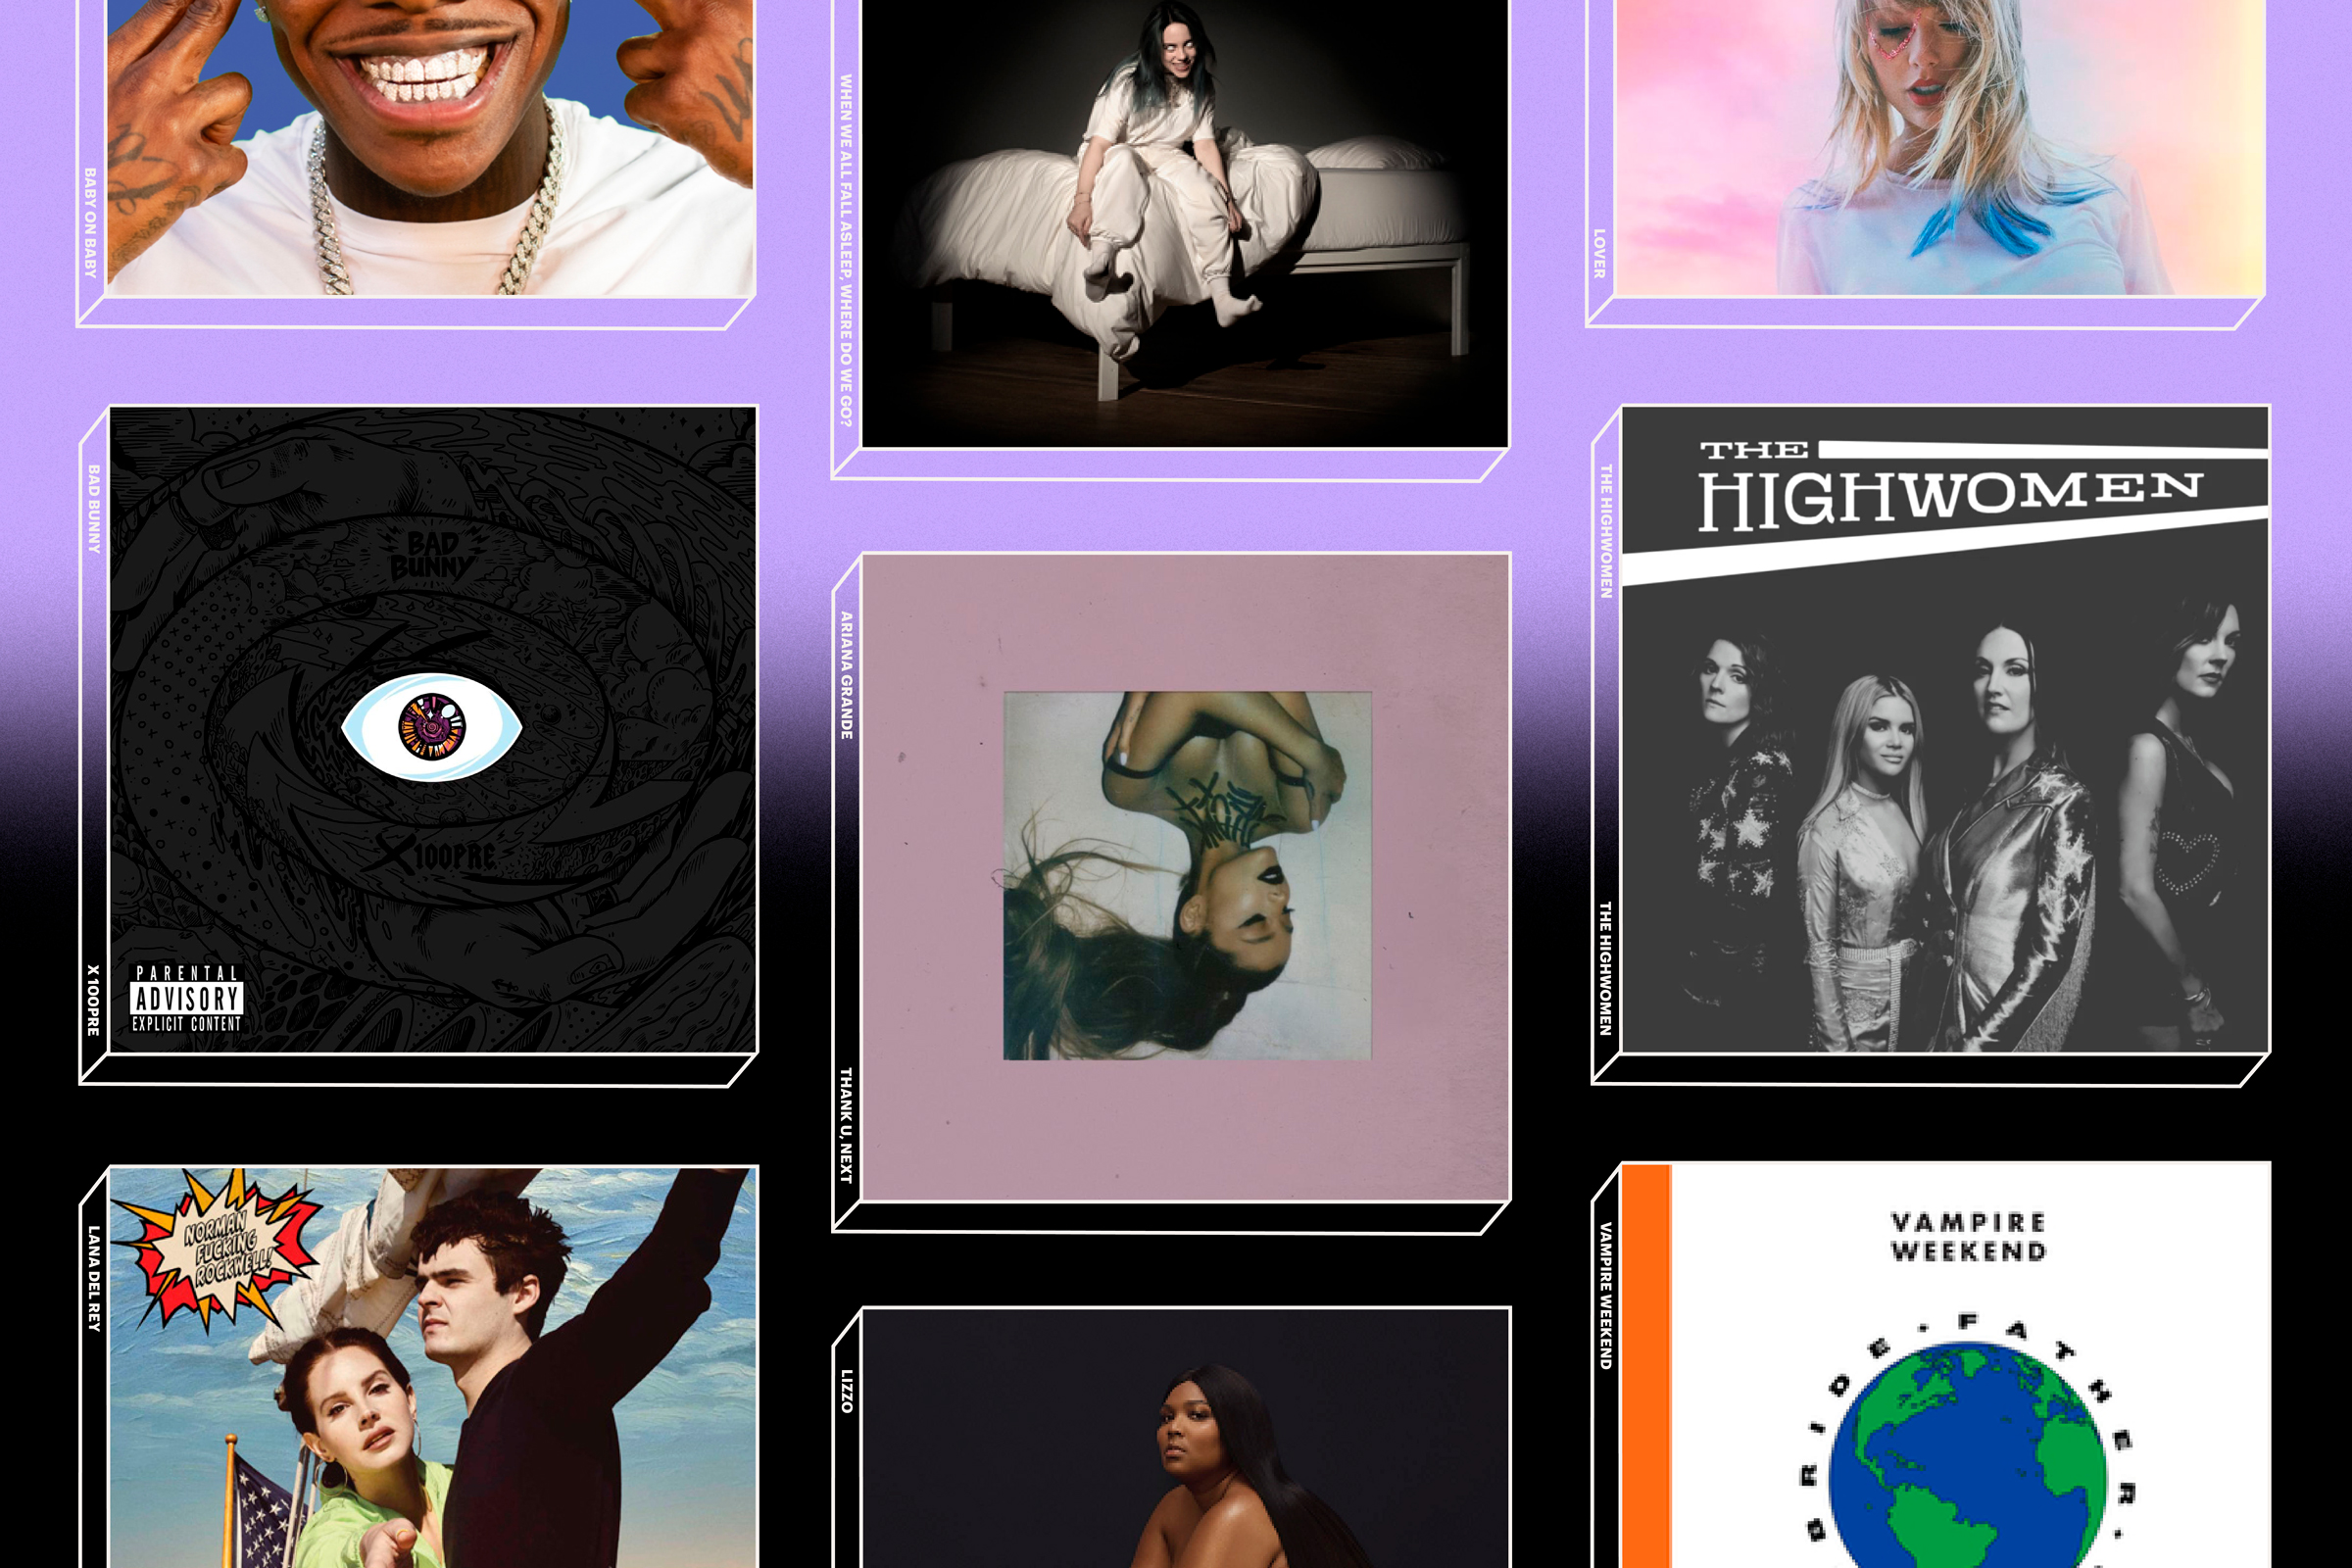 BABY ON BABY
WHEN WE ALL FALL ASLEEP, WHERE DO WE GO?
LOVER
BAD BUNNY
X 100PRE
BAD
BUNNY
X 100PRE
PARENTAL
ADVISORY
EXPLICIT CONTENT
ARIANA GRANDE
THANK U, NEXT
THE HIGHWOMEN
THE HIGHWOMEN
THE
HIGHWOMEN
LANA DEL REY
NORMAN
FUCKING
ROCKWELL!
LIZZO
VAMPIRE WEEKEND
VAMPIRE
WEEKEND
BRIDE · FATHER ·